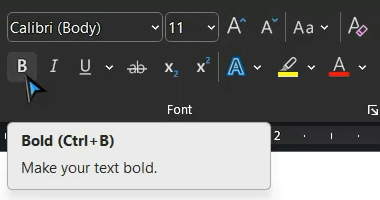 Calibri (Body) 11 A A Aa A
B I U ab x2 x2 A A
Font
2
Bold (Ctrl+B)
Make your text bold.